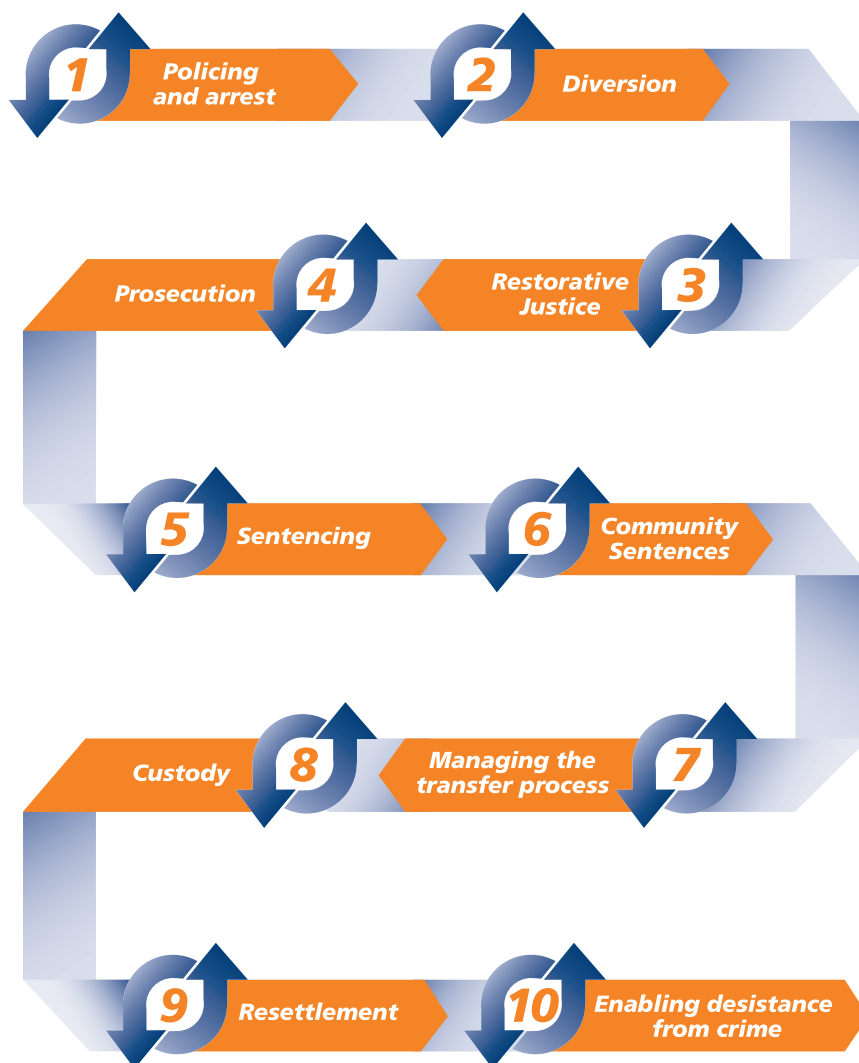 1
Policing
and arrest
2
Diversion
3
Restorative
Justice
4
Prosecution
5
Sentencing
6
Community
Sentences
7
Managing the
transfer process
8
Custody
9
Resettlement
10
Enabling desistance
from crime